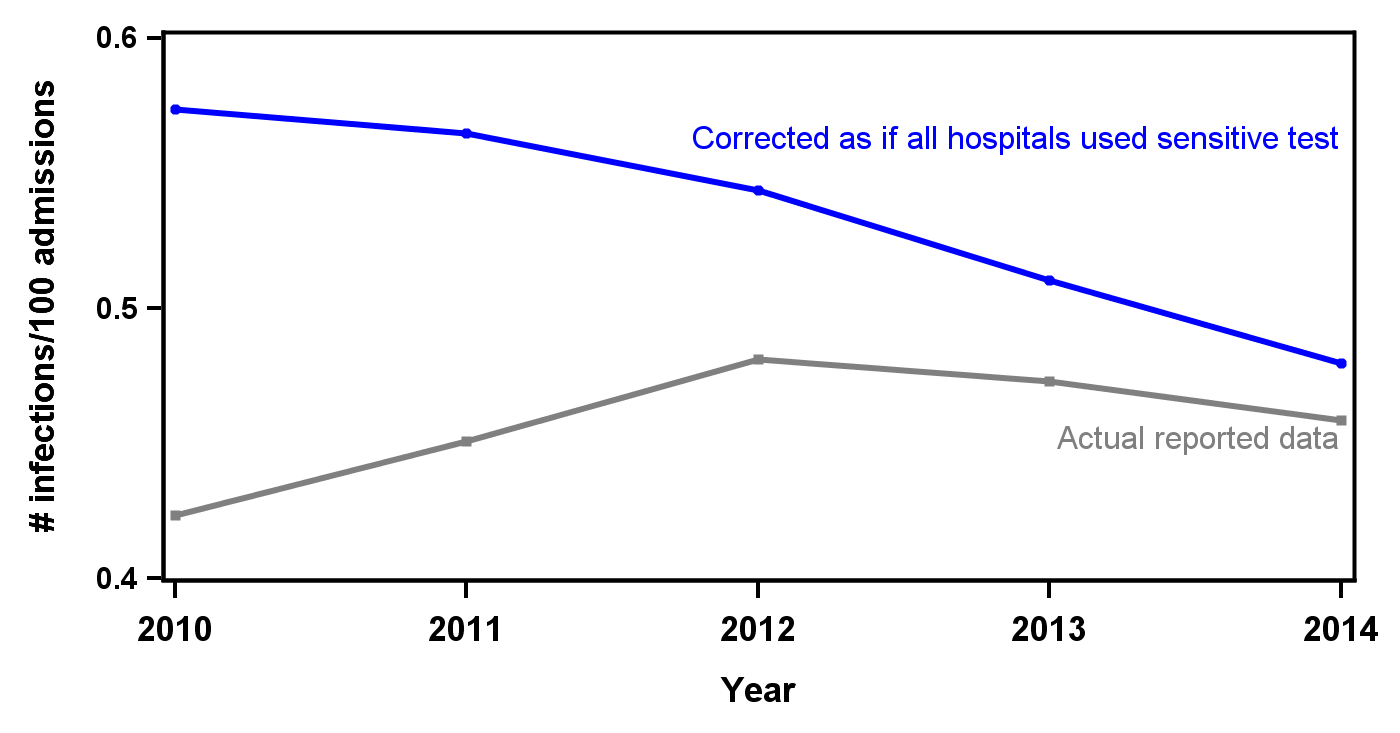 0.6
Corrected as if all hospitals used sensitive test
# infections/100 admissions
0.5
Actual reported data
0.4
2010 2011 2012 2013 2014
Year